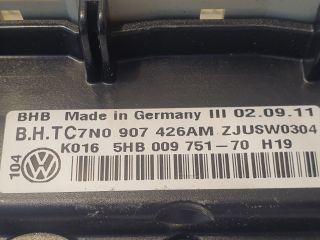 BHB Made in Germany III 02.09.11
B.H.TC7N0 907 426AM ZJUSW0304
K016 5HB 009 751-70 H19
104